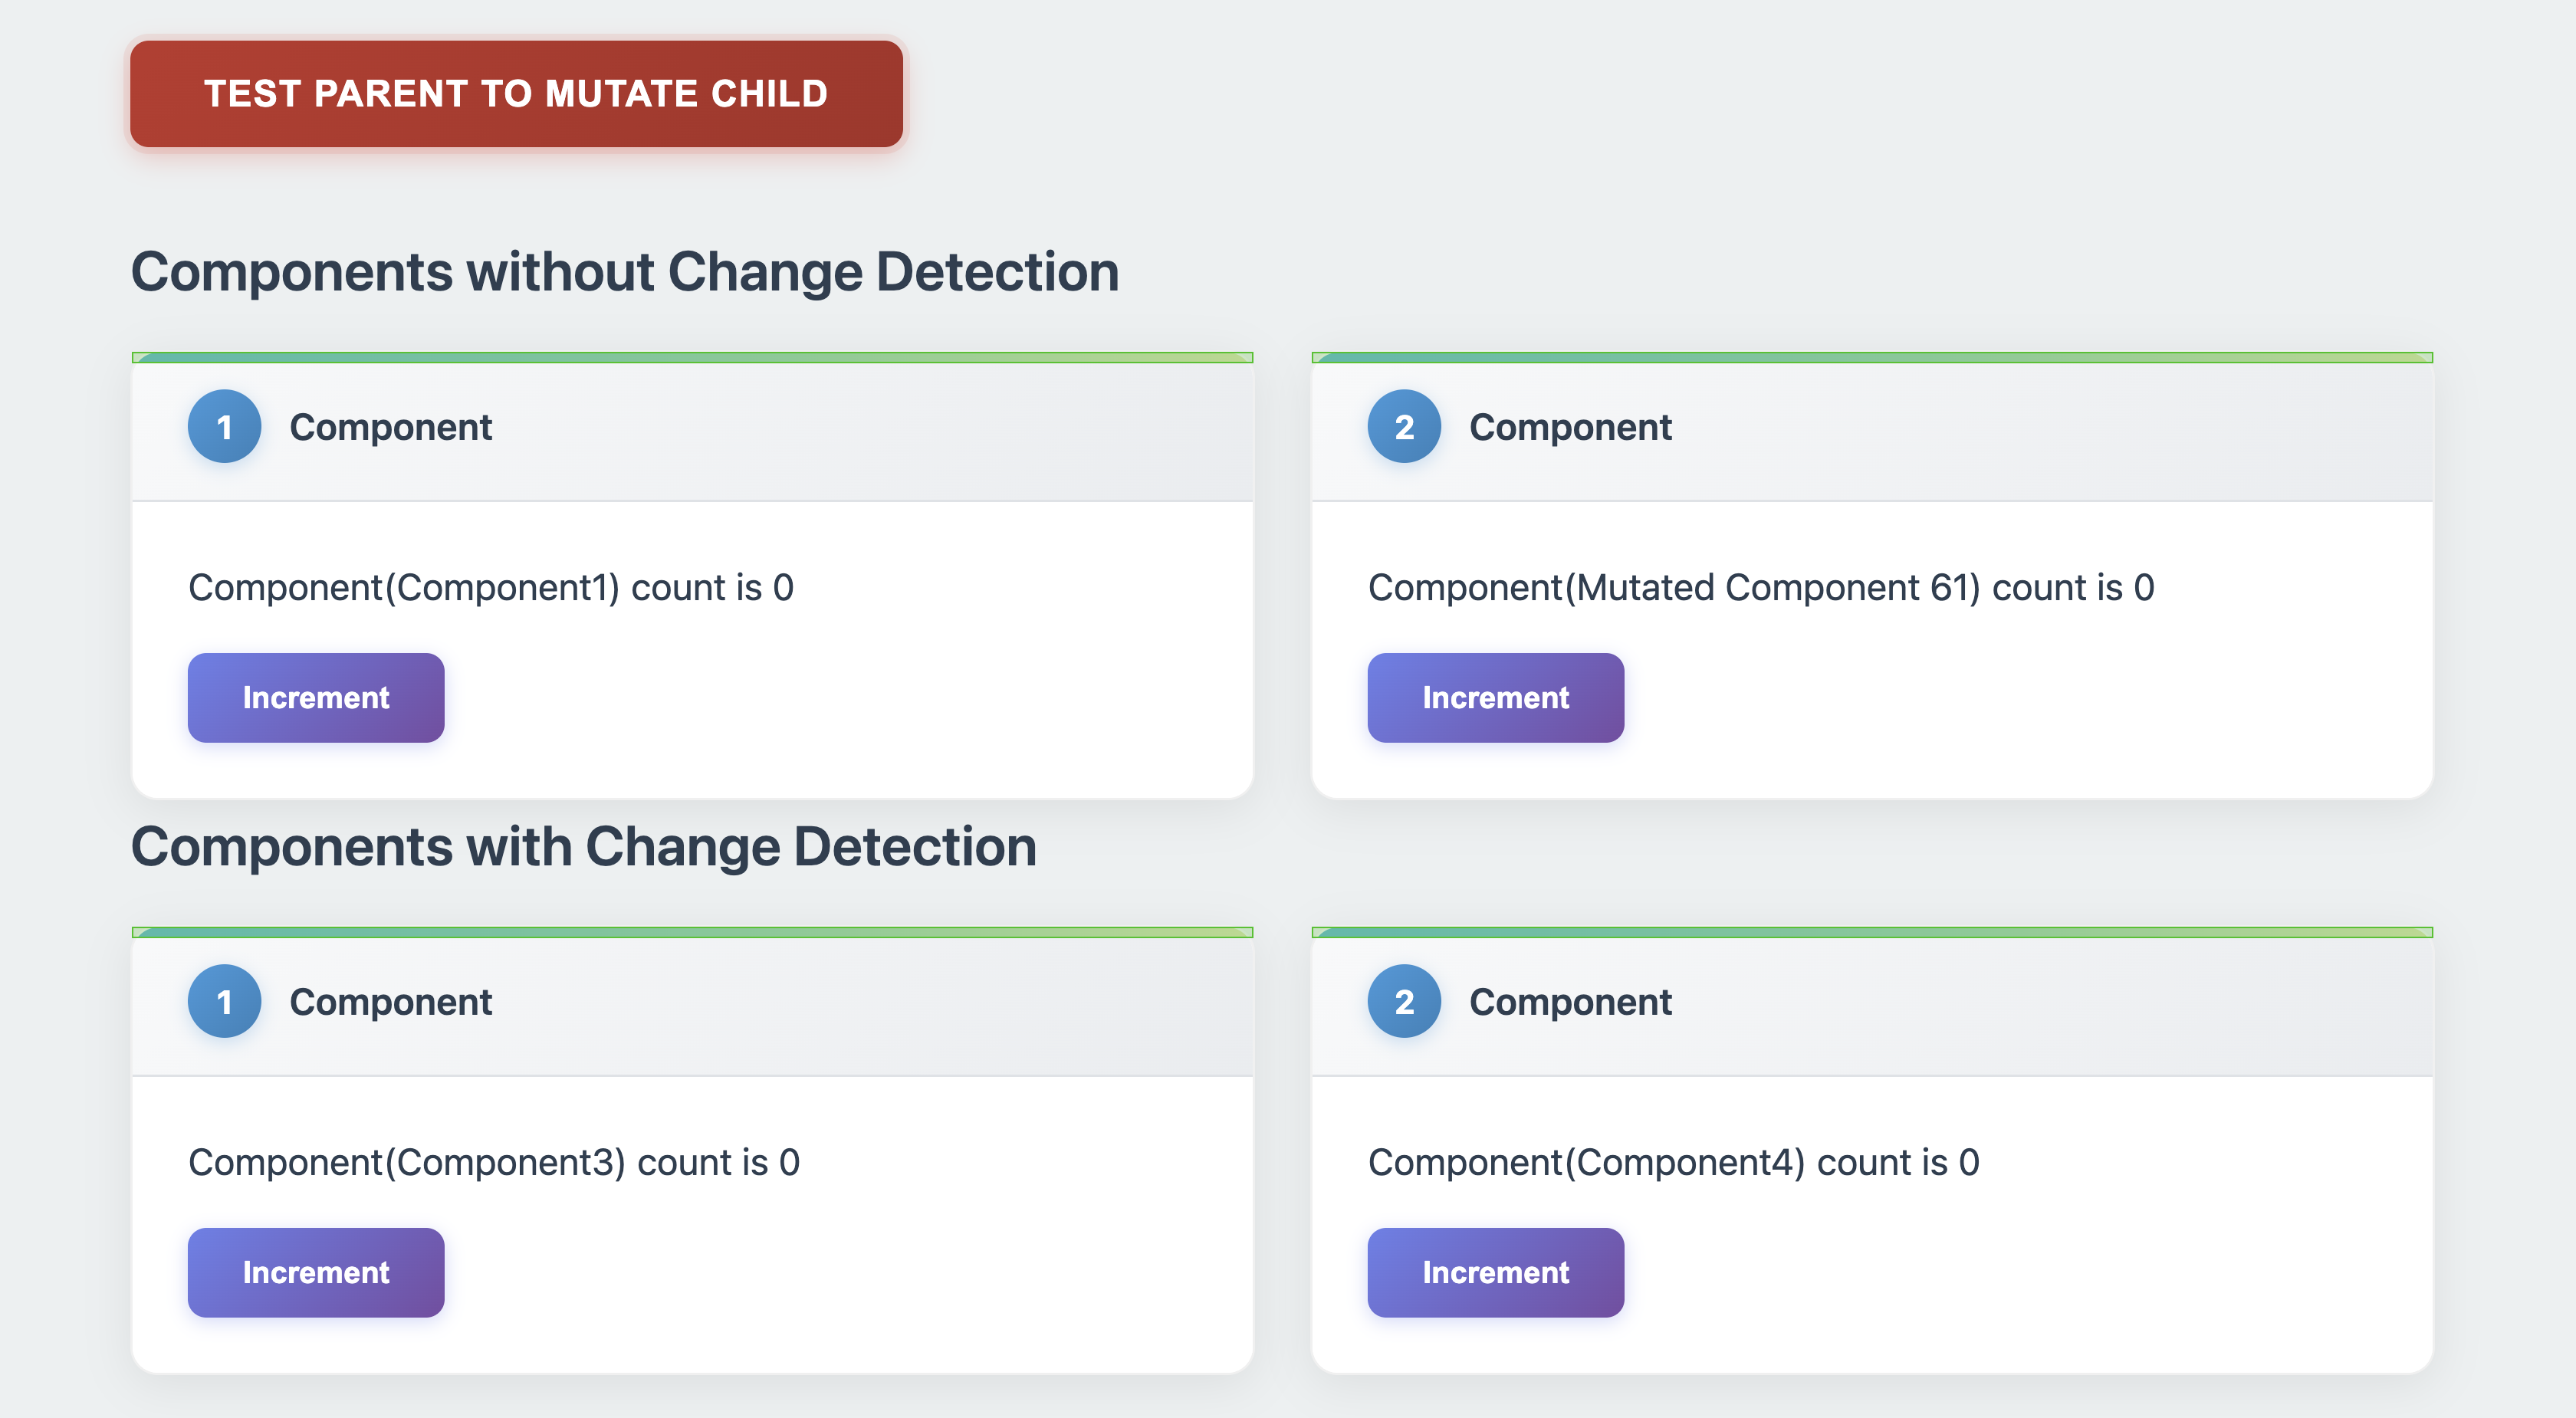 TEST PARENT TO MUTATE CHILD
Components without Change Detection
1 Component
Component(Component1) count is 0
Increment
2 Component
Component(Mutated Component 61) count is 0
Increment
Components with Change Detection
1 Component
Component(Component3) count is 0
Increment
2 Component
Component(Component4) count is 0
Increment